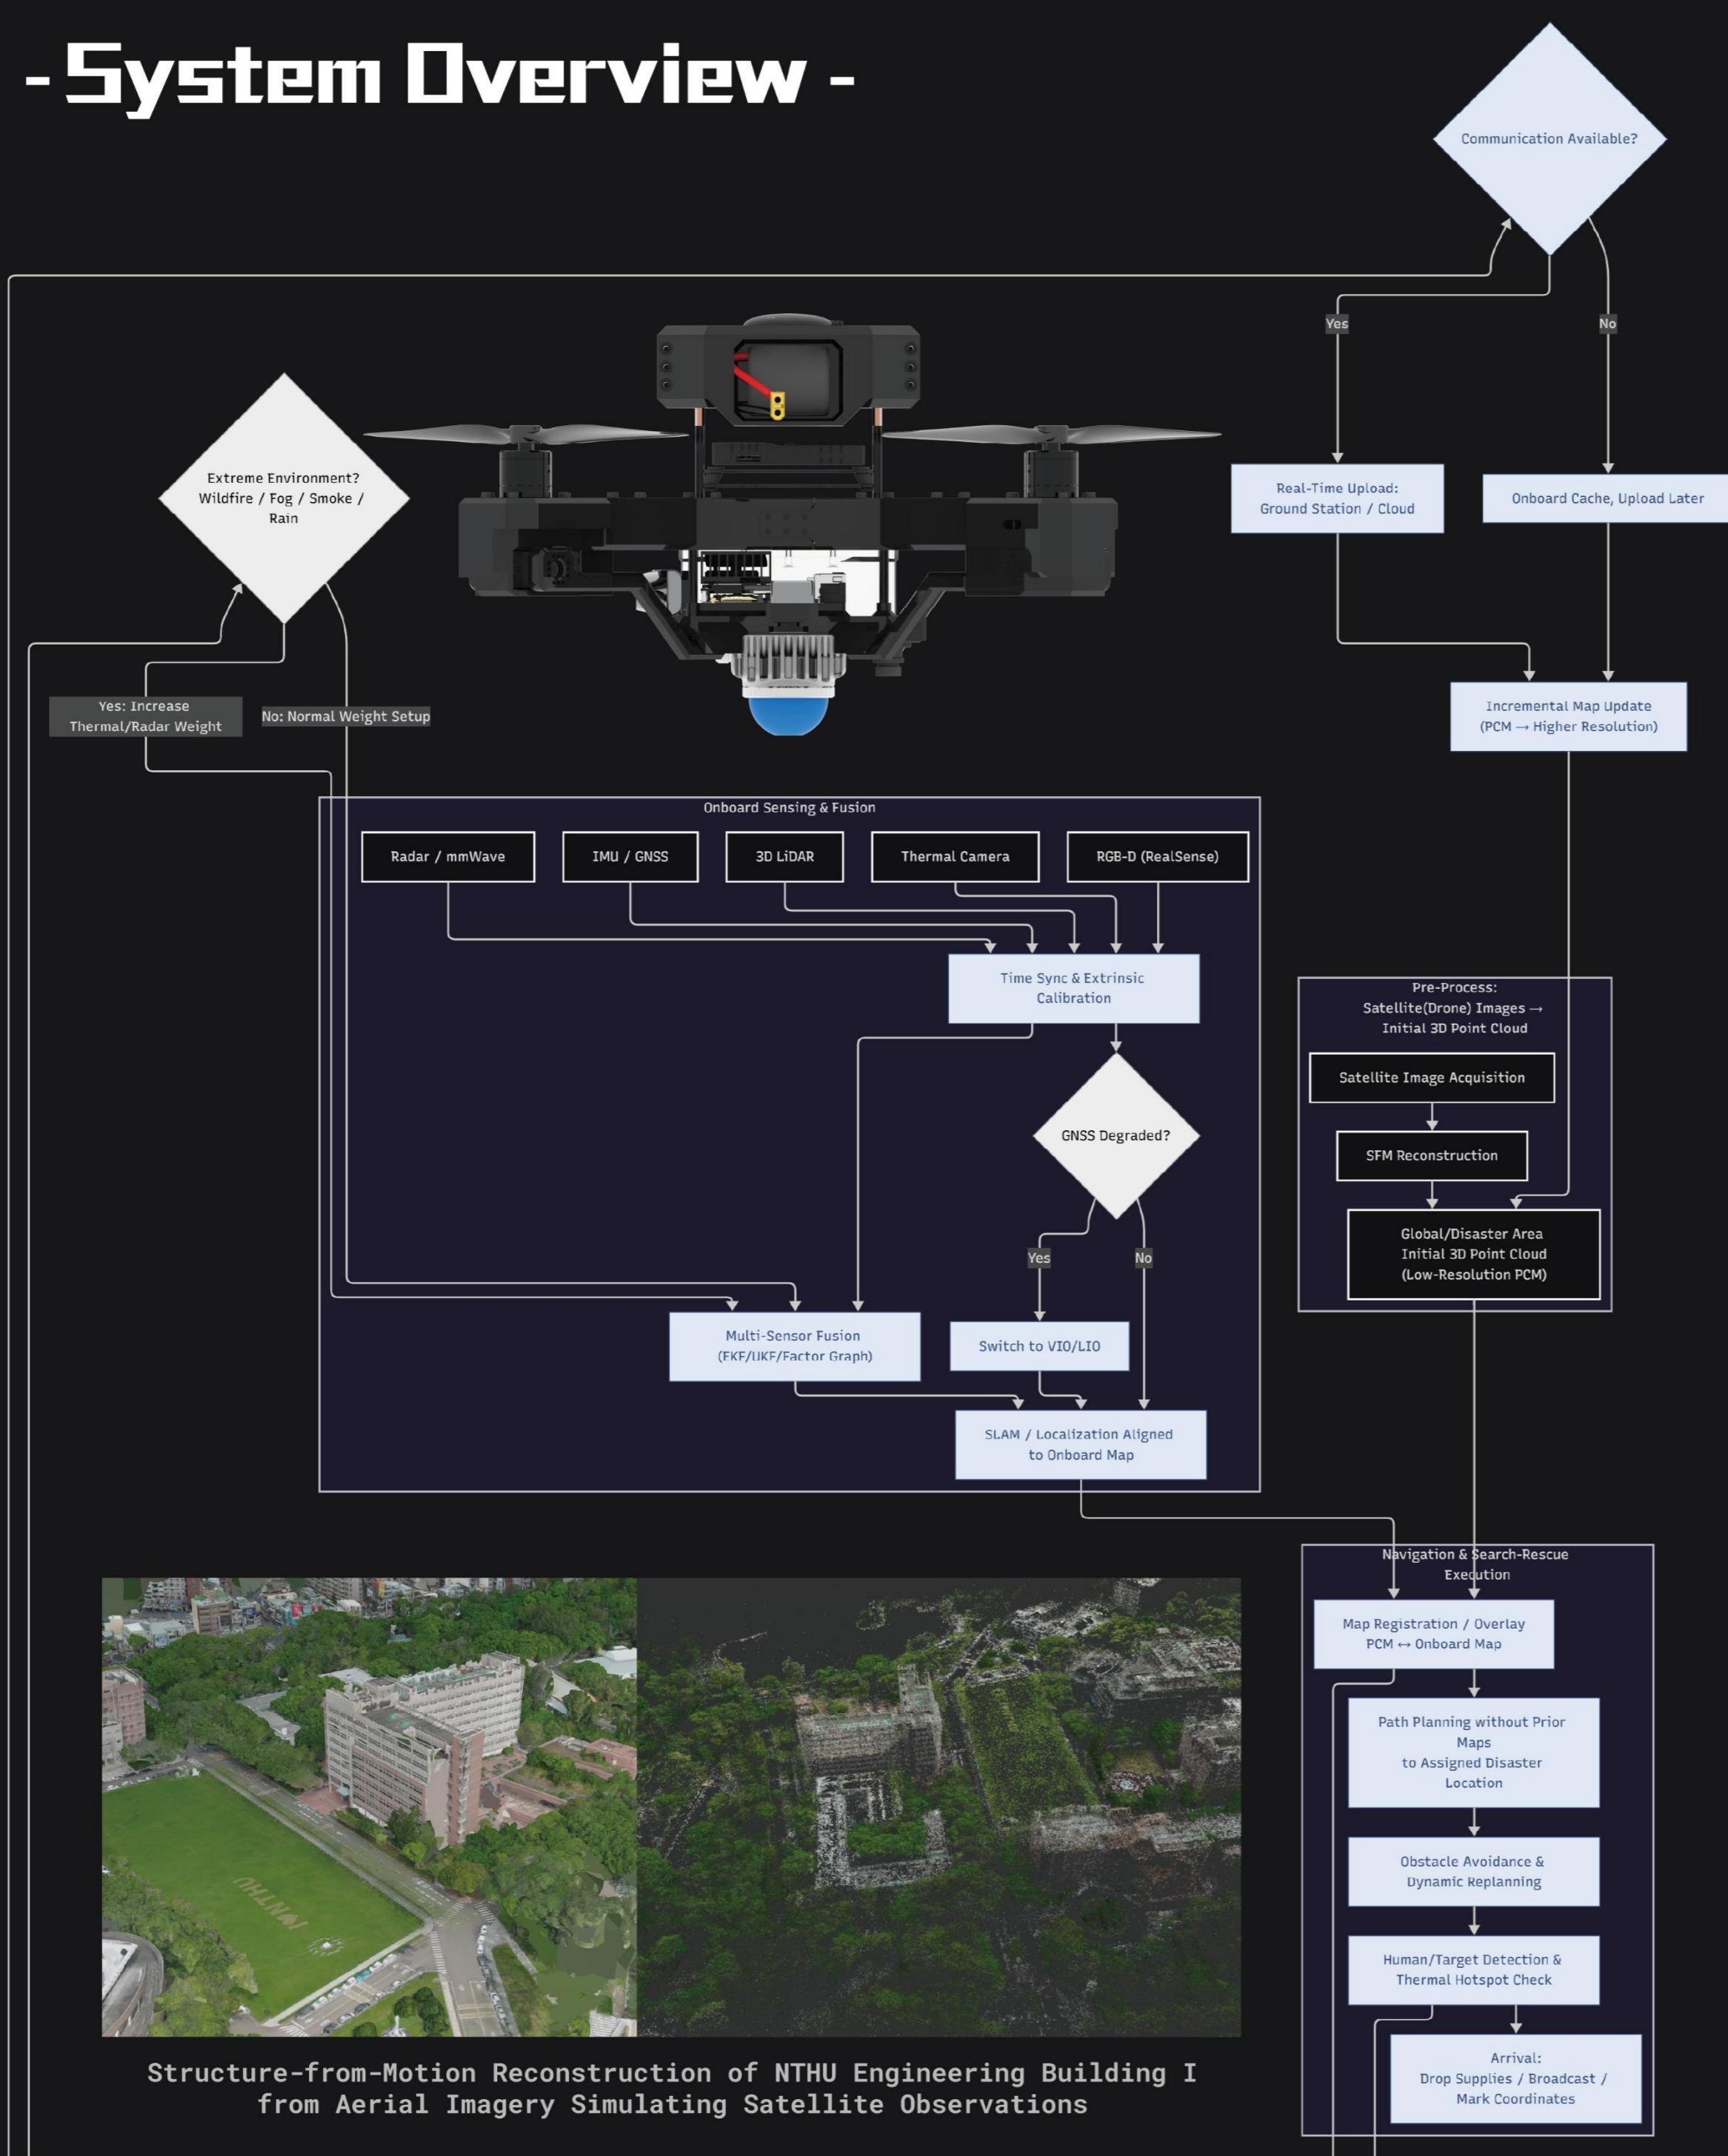 - System Overview -
Communication Available?
Yes
No
Real-Time Upload:
Ground Station / Cloud
Onboard Cache, Upload Later
Incremental Map Update
(PCM → Higher Resolution)
Extreme Environment?
Wildfire / Fog / Smoke /
Rain
Yes: Increase
Thermal/Radar Weight
No: Normal Weight Setup
Onboard Sensing & Fusion
Radar / mmWave
IMU / GNSS
3D LiDAR
Thermal Camera
RGB-D (RealSense)
Time Sync & Extrinsic
Calibration
GNSS Degraded?
Yes
No
Multi-Sensor Fusion
(EKF/UKF/Factor Graph)
Switch to VIO/LIO
SLAM / Localization Aligned
to Onboard Map
Pre-Process:
Satellite(Drone) Images →
Initial 3D Point Cloud
Satellite Image Acquisition
SFM Reconstruction
Global/Disaster Area
Initial 3D Point Cloud
(Low-Resolution PCM)
Navigation & Search-Rescue
Execution
Map Registration / Overlay
PCM ↔ Onboard Map
Path Planning without Prior
Maps
to Assigned Disaster
Location
Obstacle Avoidance &
Dynamic Replanning
Human/Target Detection &
Thermal Hotspot Check
Arrival:
Drop Supplies / Broadcast /
Mark Coordinates
NTHU
Structure-from-Motion Reconstruction of NTHU Engineering Building I
from Aerial Imagery Simulating Satellite Observations